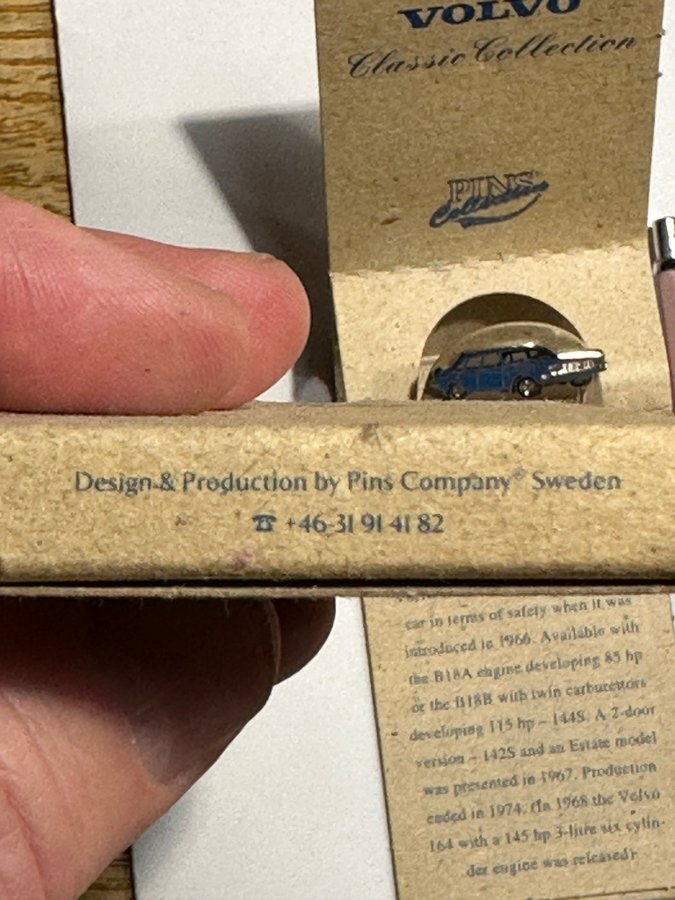 VOLVO
Classic Collection
PINS
Collection
Design & Production by Pins Company® Sweden
☎ +46-31 91 41 82
car in terms of safety when it was
introduced in 1966. Available with
the B18A engine developing 85 hp
or the B18B with twin carburettors
developing 115 hp – 144S. A 2-door
version – 142S and an Estate model
was presented in 1967. Production
ended in 1974. (In 1968 the Volvo
164 with a 145 hp 3-litre six cylin-
der engine was released)